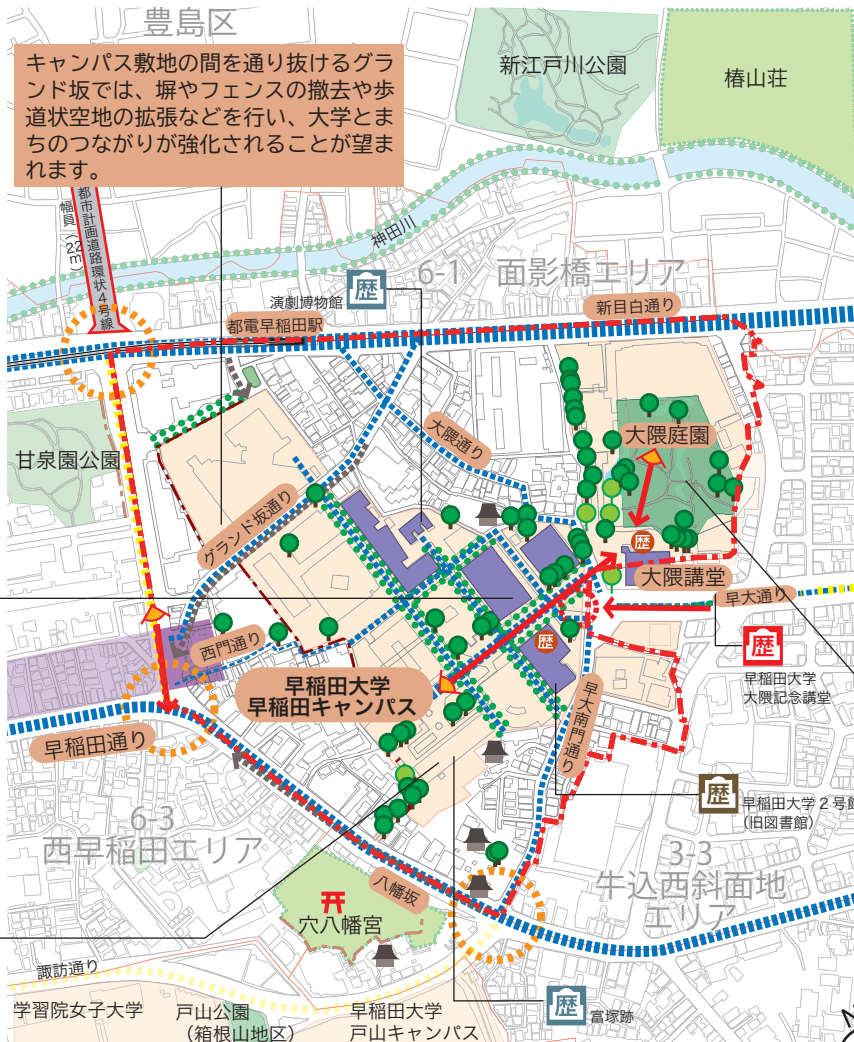 豊島区
キャンパス敷地の間を通り抜けるグラ
ンド坂では、塀やフェンスの撤去や歩
道状空地の拡張などを行い、大学とま
ちのつながりが強化されることが望ま
れます。
新江戸川公園
椿山荘
都市計画道路環状4号線
幅員(22m)
神田川
6-1 面影橋エリア
歴
演劇博物館
新目白通り
都電早稲田駅
甘泉園公園
大隈通り
大隈庭園
グランド坂通り
歴
大隈講堂
早大通り
西門通り
歴
歴
早稲田大学
大隈記念講堂
早稲田大学
早稲田キャンパス
早大南門通り
早稲田通り
歴
早稲田大学2号館
(旧図書館)
6-3
西早稲田エリア
3-3
牛込西斜面地
エリア
八幡坂
穴八幡宮
諏訪通り
学習院女子大学
戸山公園
(箱根山地区)
早稲田大学
戸山キャンパス
歴
富塚跡